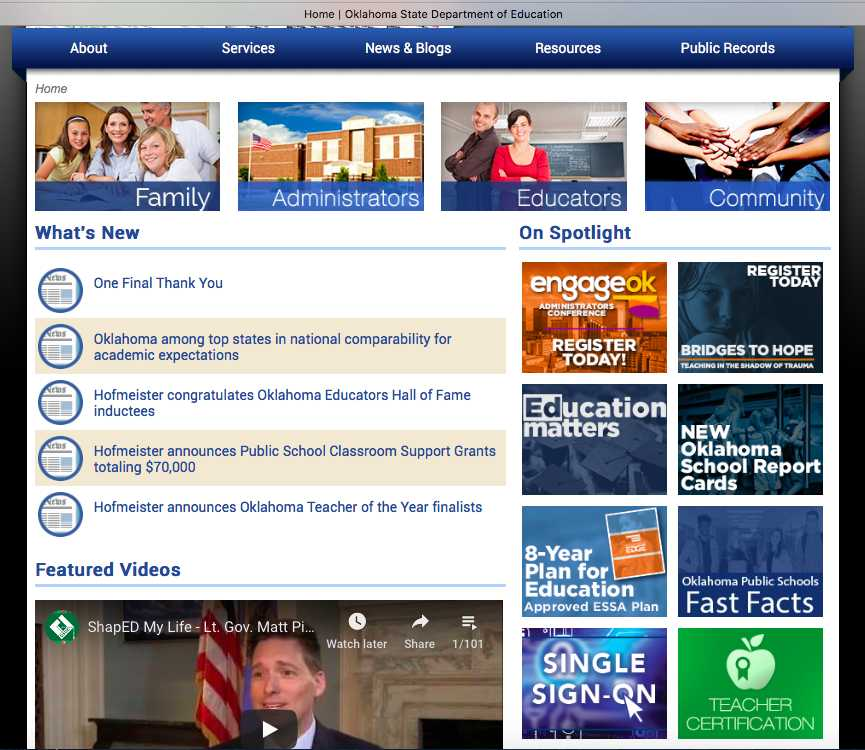 Home | Oklahoma State Department of Education
About
Services
News & Blogs
Resources
Public Records
Home
Family
Administrators
Educators
Community
What's New
News
One Final Thank You
News
Oklahoma among top states in national comparability for
academic expectations
News
Hofmeister congratulates Oklahoma Educators Hall of Fame
inductees
News
Hofmeister announces Public School Classroom Support Grants
totaling $70,000
News
Hofmeister announces Oklahoma Teacher of the Year finalists
Featured Videos
ShapED My Life - Lt. Gov. Matt Pi...
Watch later
Share
1/101
On Spotlight
engageok
ADMINISTRATORS
CONFERENCE
REGISTER
TODAY!
REGISTER
TODAY
BRIDGES TO HOPE
TEACHING IN THE SHADOW OF TRAUMA
Education
matters
NEW
Oklahoma
School Report
Cards
8-Year
Plan for
Education
Approved ESSA Plan
EDGE
Oklahoma Public Schools
Fast Facts
SINGLE
SIGN-ON
TEACHER
CERTIFICATION